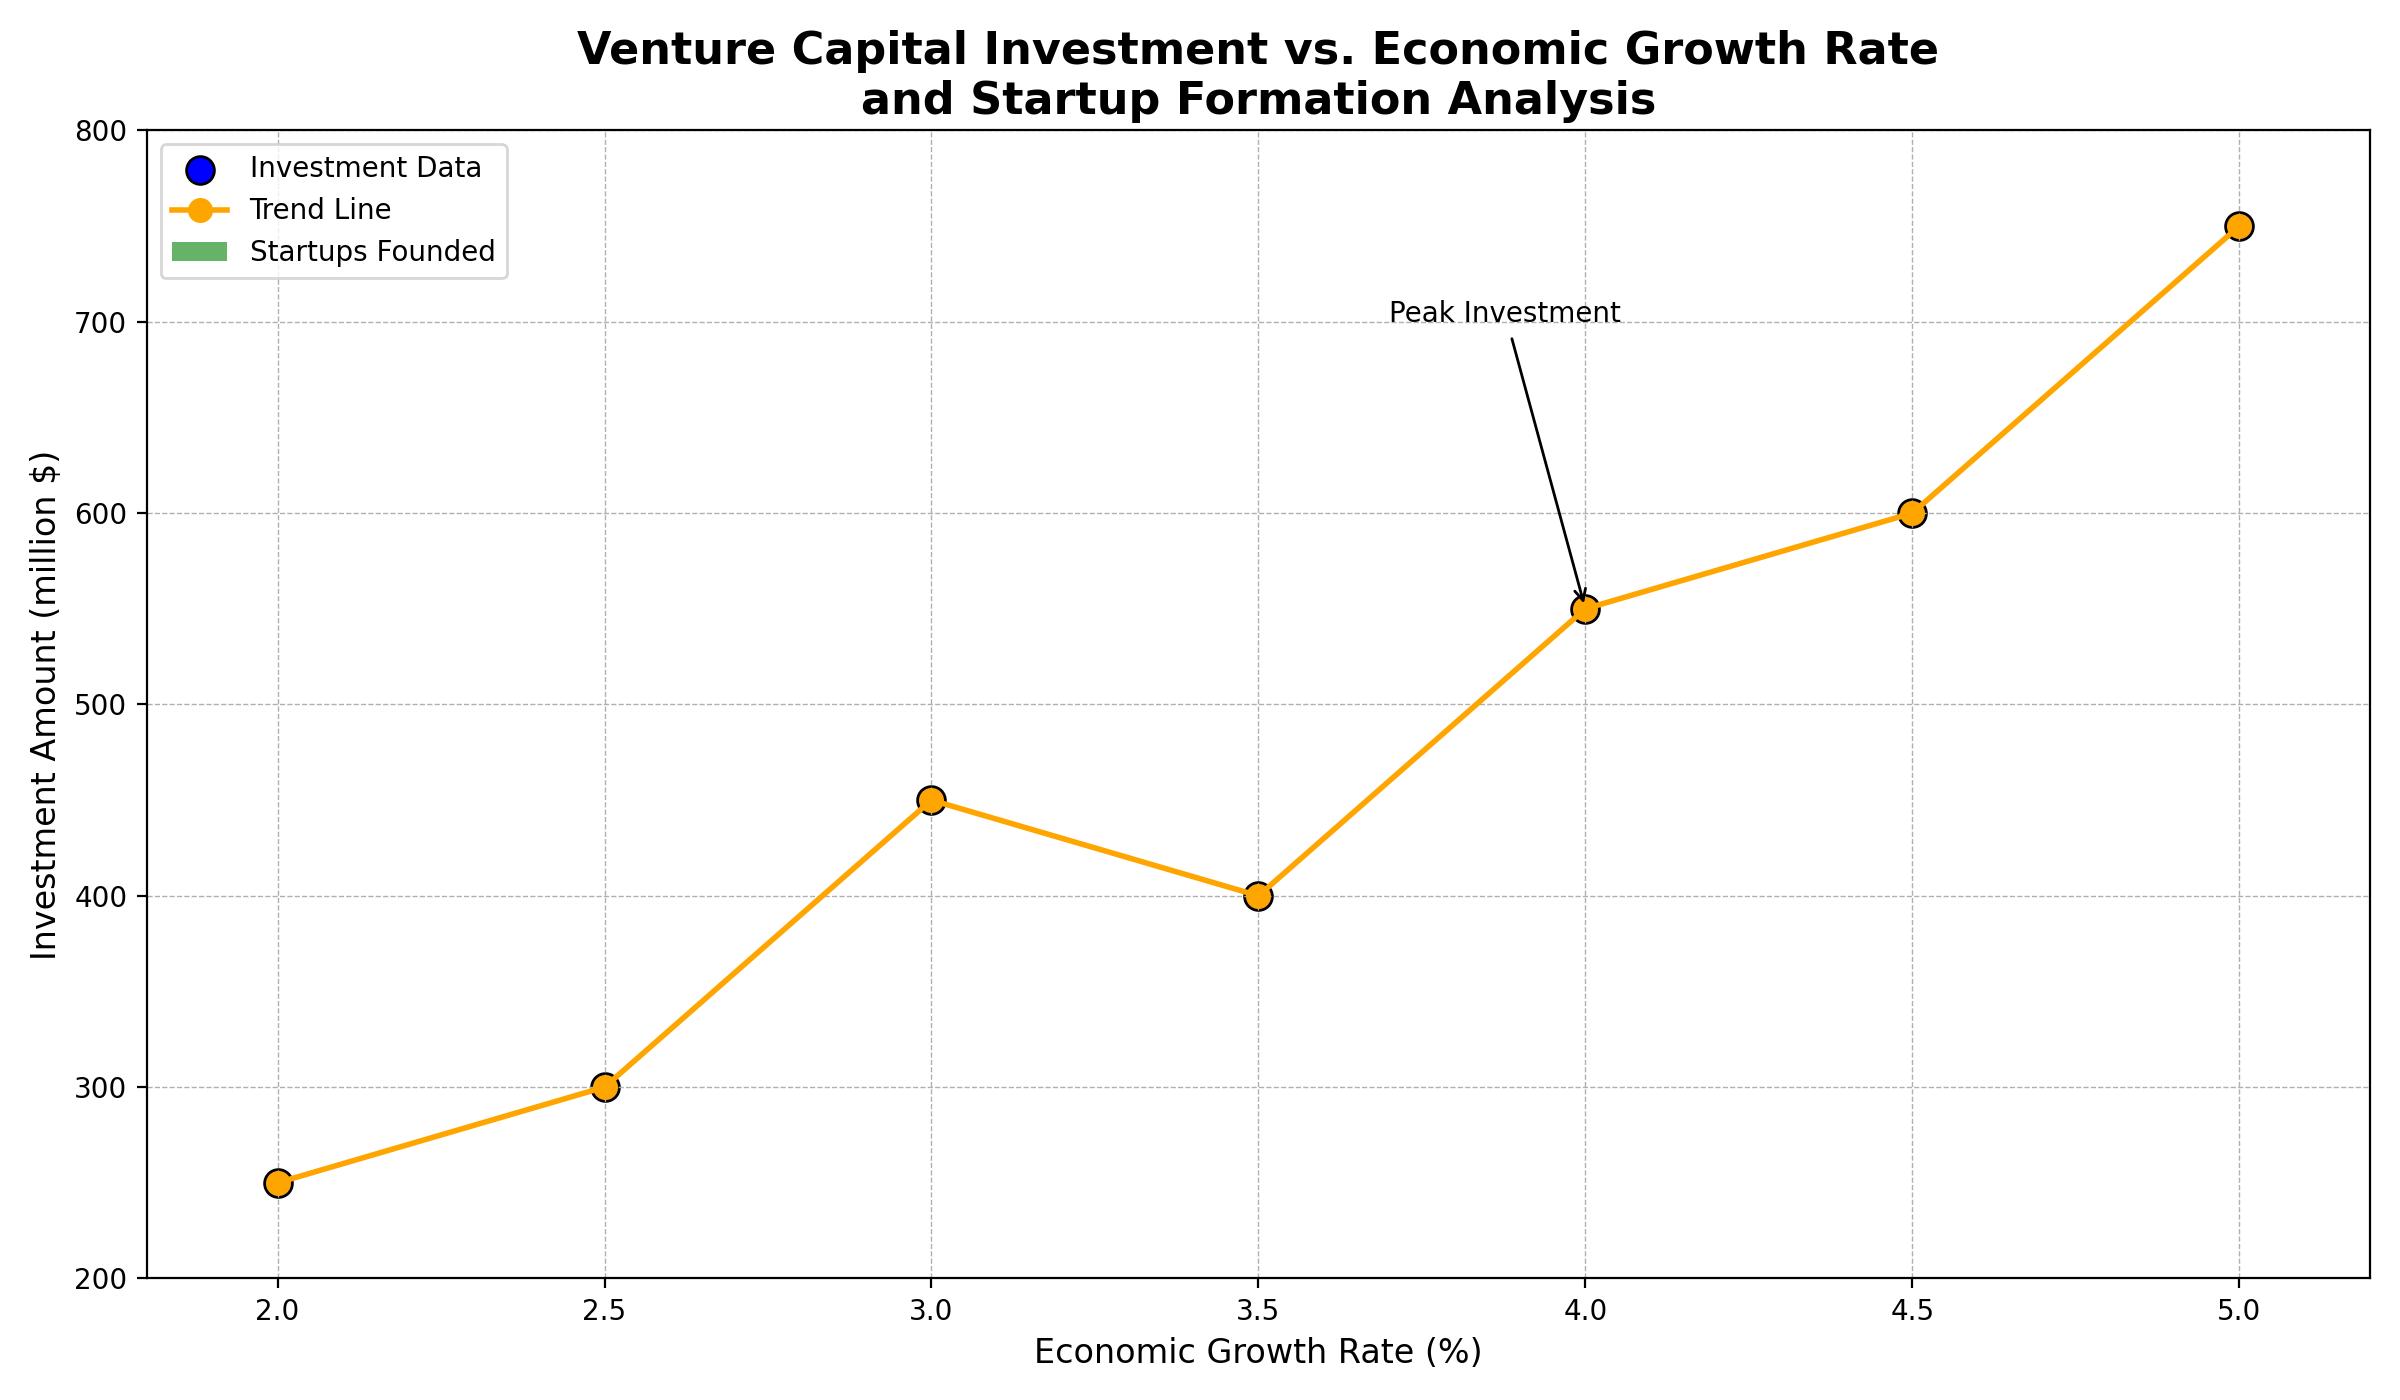 Venture Capital Investment vs. Economic Growth Rate
and Startup Formation Analysis
Investment Data
Trend Line
Startups Founded
Peak Investment
Investment Amount (million $)
800
700
600
500
400
300
200
2.0
2.5
3.0
3.5
4.0
4.5
5.0
Economic Growth Rate (%)